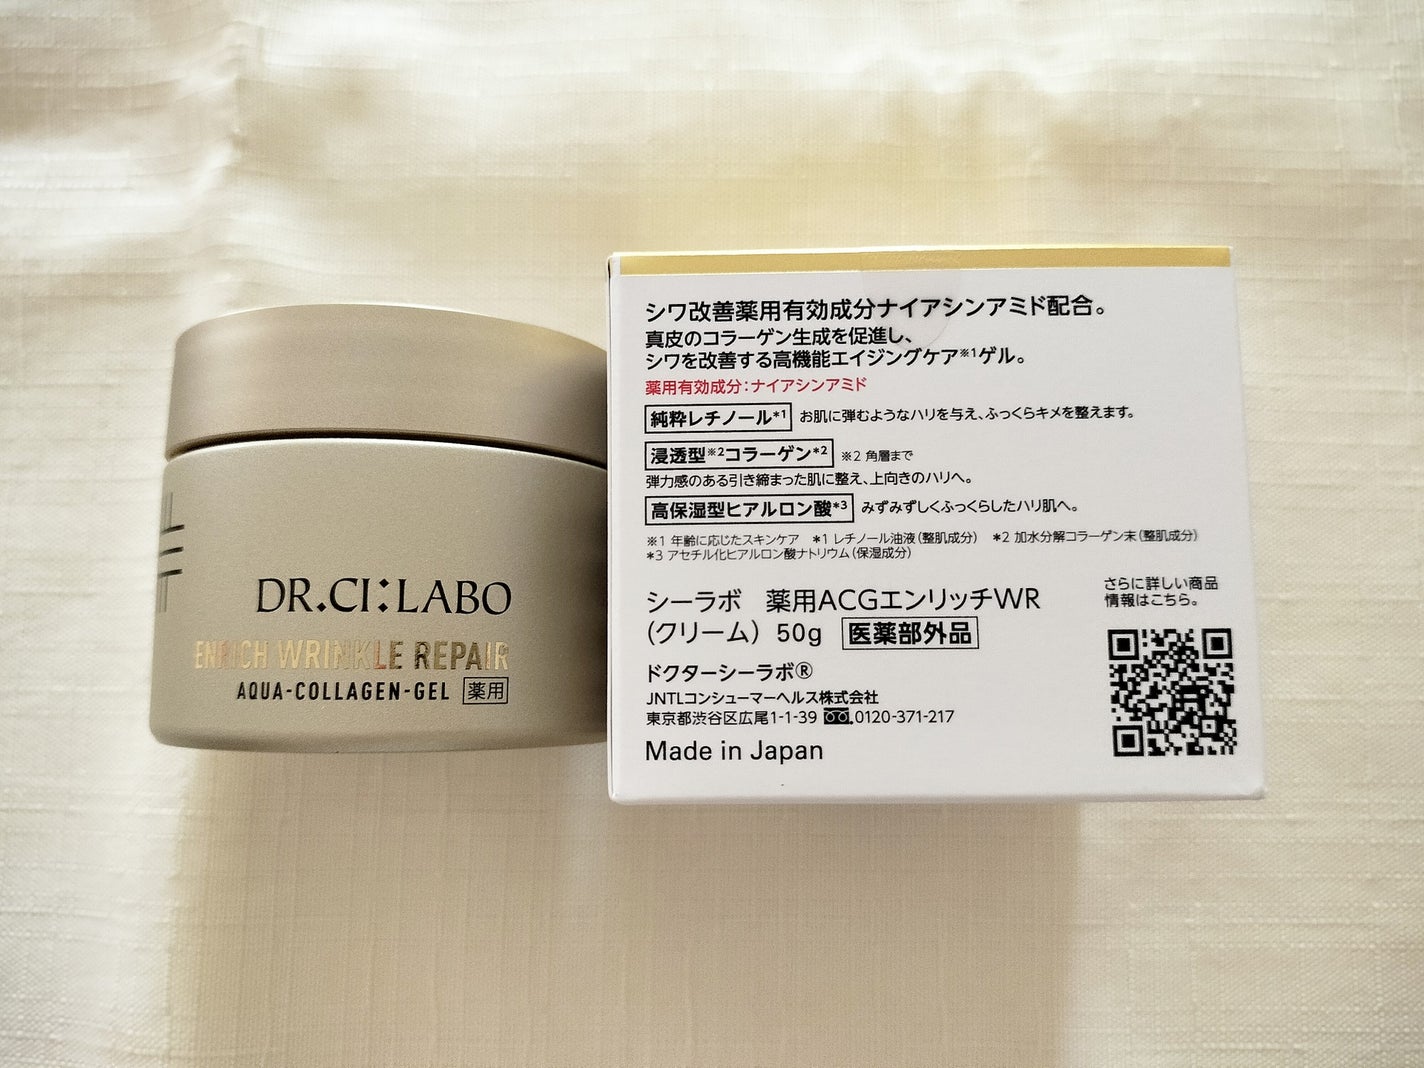 DR.CI:LABO
ENRICH WRINKLE REPAIR
AQUA-COLLAGEN-GEL 薬用
シワ改善薬用有効成分ナイアシンアミド配合。
真皮のコラーゲン生成を促進し、
シワを改善する高機能エイジングケア※1ゲル。
薬用有効成分:ナイアシンアミド
純粋レチノール*1 お肌に弾むようなハリを与え、ふっくらキメを整えます。
浸透型※2コラーゲン*2 ※2 角層まで
弾力感のある引き締まった肌に整え、上向きのハリへ。
高保湿型ヒアルロン酸*3 みずみずしくふっくらしたハリ肌へ。
※1 年齢に応じたスキンケア *1 レチノール油液(整肌成分) *2 加水分解コラーゲン末(整肌成分)
*3 アセチル化ヒアルロン酸ナトリウム(保湿成分)
シーラボ 薬用ACGエンリッチWR
(クリーム) 50g 医薬部外品
ドクターシーラボ®
JNTLコンシューマーヘルス株式会社
東京都渋谷区広尾1-1-39 0120-371-217
Made in Japan
さらに詳しい商品
情報はこちら。